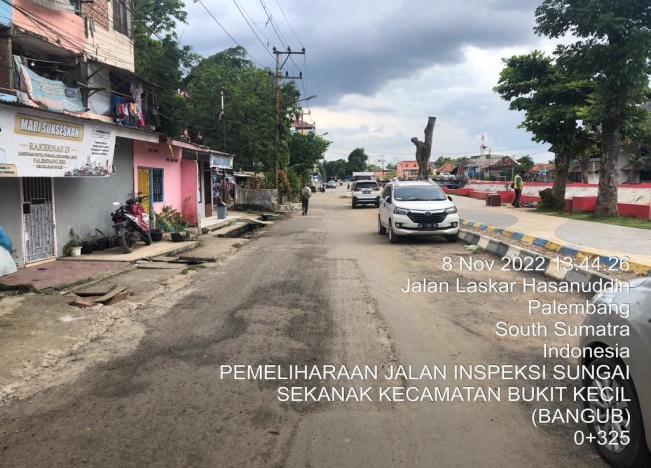 MARI SUKSESKAN
RAKERNAS IX
8 Nov 2022 13.44.26
Jalan Laskar Hasanuddin
Palembang
South Sumatra
Indonesia
PEMELIHARAAN JALAN INSPEKSI SUNGAI
SEKANAK KECAMATAN BUKIT KECIL
(BANGUB)
0+325